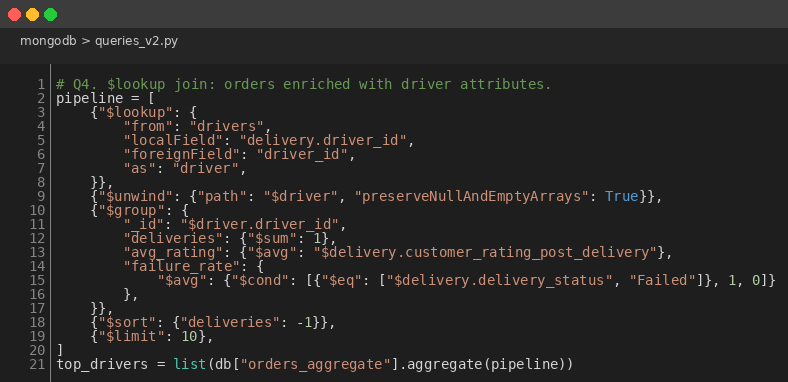 mongodb > queries_v2.py
1 # Q4. $lookup join: orders enriched with driver attributes.
2 pipeline = [
3     {"$lookup": {
4         "from": "drivers",
5         "localField": "delivery.driver_id",
6         "foreignField": "driver_id",
7         "as": "driver",
8     }},
9     {"$unwind": {"path": "$driver", "preserveNullAndEmptyArrays": True}},
10     {"$group": {
11         "_id": "$driver.driver_id",
12         "deliveries": {"$sum": 1},
13         "avg_rating": {"$avg": "$delivery.customer_rating_post_delivery"},
14         "failure_rate": {
15             "$avg": {"$cond": [{"$eq": ["$delivery.delivery_status", "Failed"]}, 1, 0]}
16         },
17     }},
18     {"$sort": {"deliveries": -1}},
19     {"$limit": 10},
20 ]
21 top_drivers = list(db["orders_aggregate"].aggregate(pipeline))